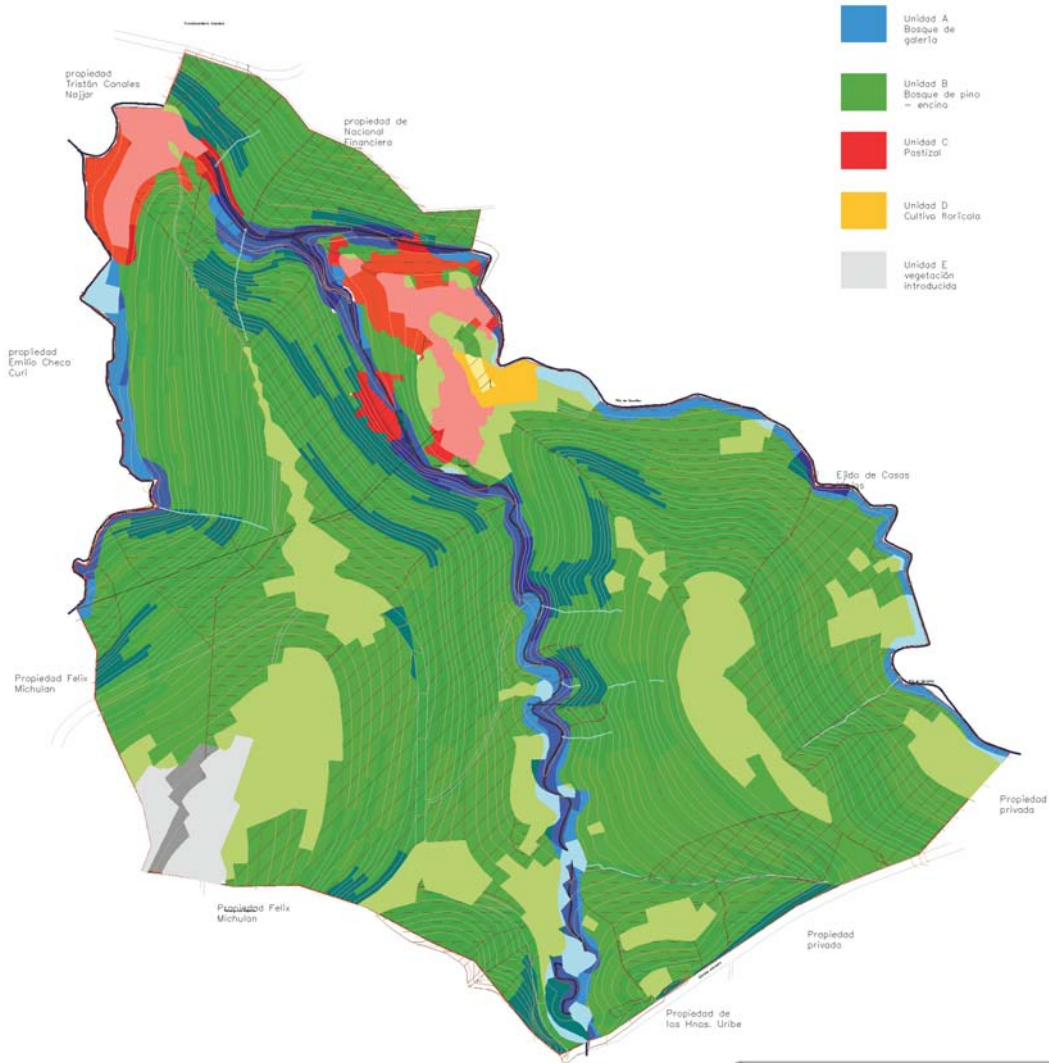 Unidad A
Bosque de
galería
Unidad B
Bosque de pino
– encino
Unidad C
Pastizal
Unidad D
Cultivo florícola
Unidad E
vegetación
introducida
propiedad
Tristán Canales
Najjar
propiedad de
Nacional
Financiera
propiedad
Emilio Checa
Curi
Ejido de Casas
Propiedad Felix
Michulan
Propiedad
privada
Propiedad Felix
Michulan
Propiedad
privada
Propiedad de
las Hnas. Uribe